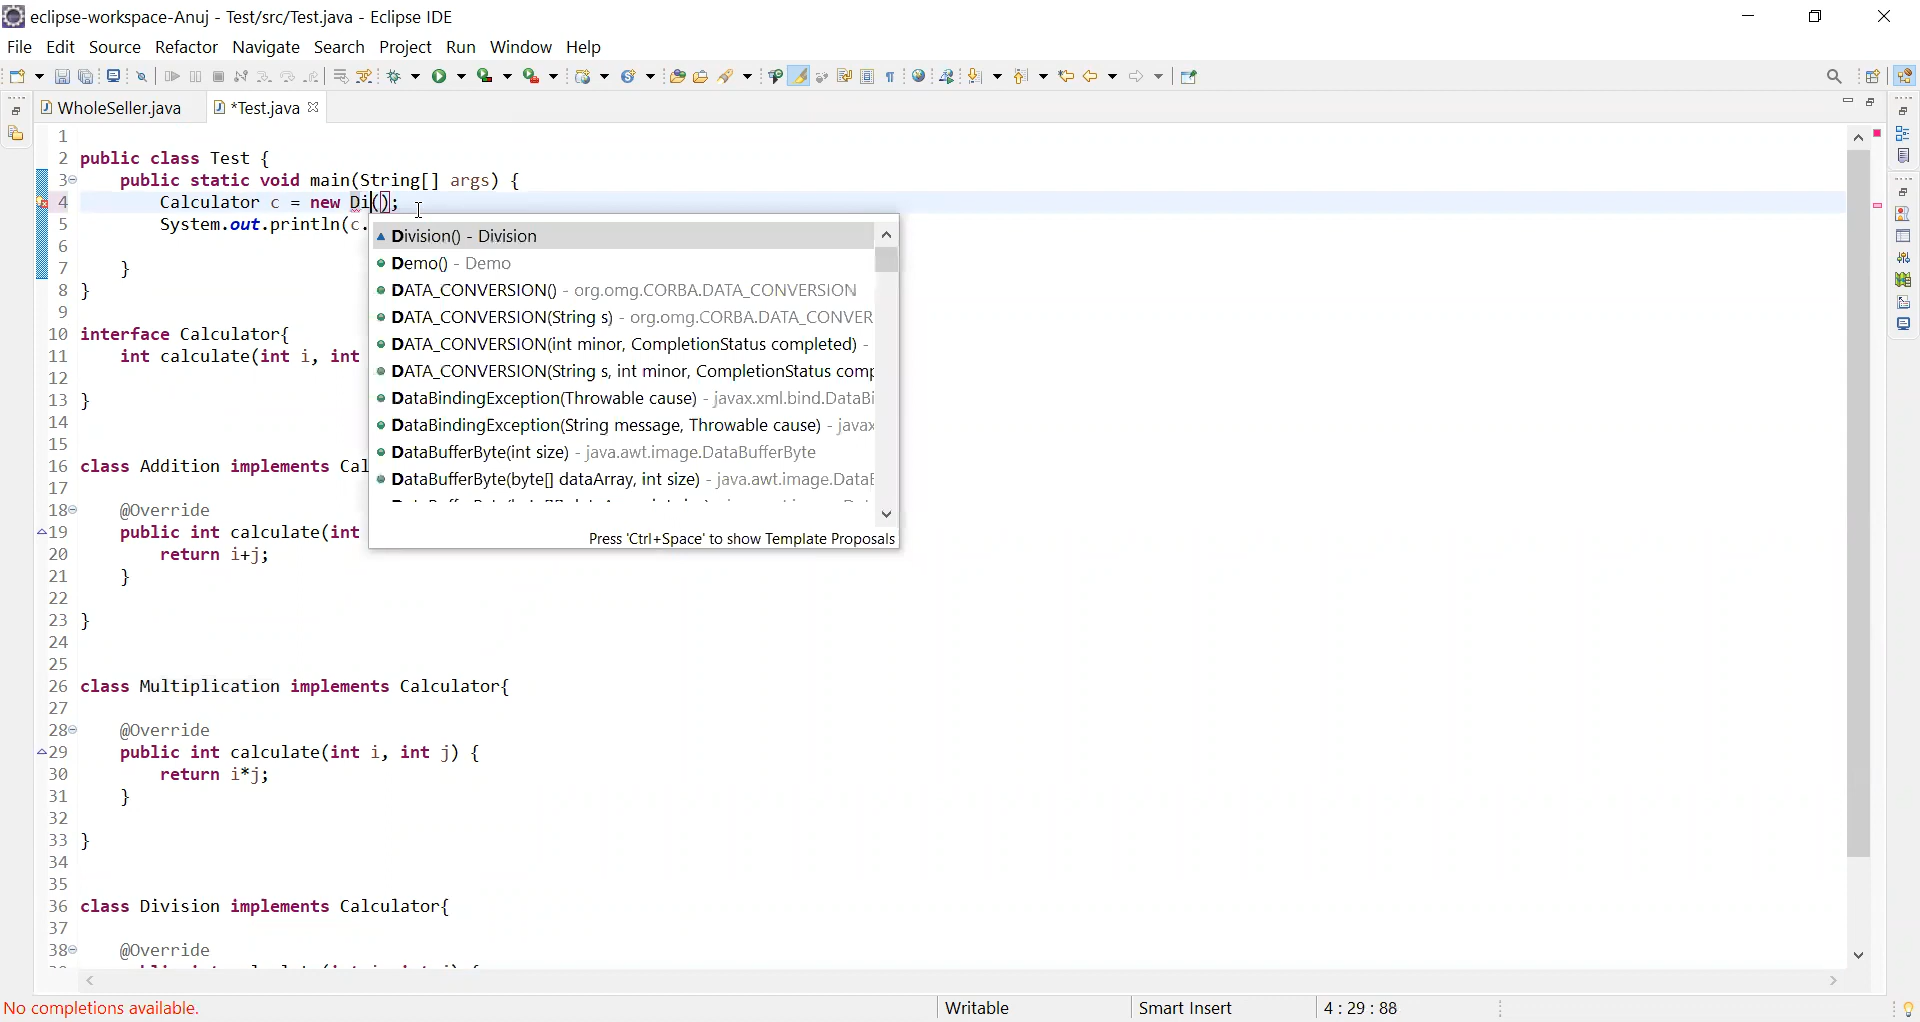 eclipse-workspace-Anuj - Test/src/Test.java - Eclipse IDE
File Edit Source Refactor Navigate Search Project Run Window Help
WholeSeller.java *Test.java
1
2 public class Test {
3 public static void main(String[] args) {
4 Calculator c = new Di();
5 System.out.println(c.
6
7 }
8 }
9
10 interface Calculator{
11 int calculate(int i, int
12
13 }
14
15
16 class Addition implements Cal
17
18 @Override
19 public int calculate(int
20 return i+j;
21 }
22
23 }
24
25
26 class Multiplication implements Calculator{
27
28 @Override
29 public int calculate(int i, int j) {
30 return i*j;
31 }
32
33 }
34
35
36 class Division implements Calculator{
37
38 @Override
Division() - Division
Demo() - Demo
DATA_CONVERSION() - org.omg.CORBA.DATA_CONVERSION
DATA_CONVERSION(String s) - org.omg.CORBA.DATA_CONVER
DATA_CONVERSION(int minor, CompletionStatus completed) -
DATA_CONVERSION(String s, int minor, CompletionStatus comp
DataBindingException(Throwable cause) - javax.xml.bind.DataBi
DataBindingException(String message, Throwable cause) - javax
DataBufferByte(int size) - java.awt.image.DataBufferByte
DataBufferByte(byte[] dataArray, int size) - java.awt.image.DataB
Press 'Ctrl+Space' to show Template Proposals
No completions available. Writable Smart Insert 4 : 29 : 88